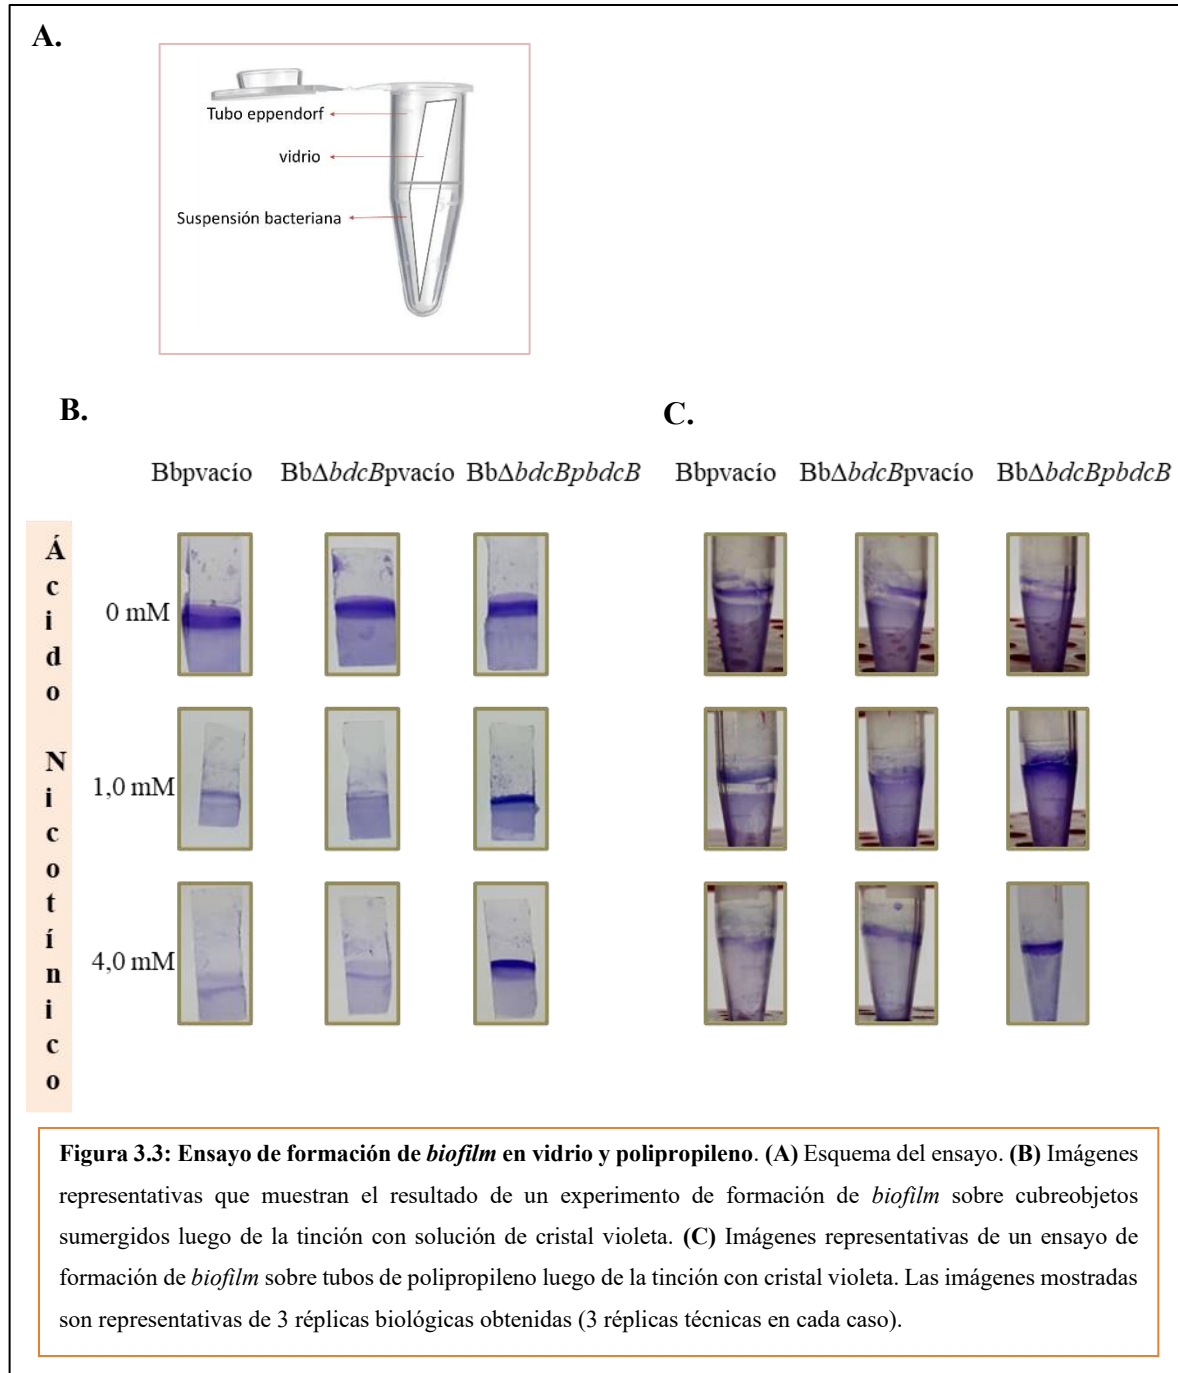 A.
Tubo eppendorf
vidrio
Suspensión bacteriana
B.
C.
Bbpvacío BbΔbdcBpvacío BbΔbdcBpbdcB Bbpvacío BbΔbdcBpvacío BbΔbdcBpbdcB
Ácido Nicotínico
0 mM
1,0 mM
4,0 mM
Figura 3.3: Ensayo de formación de biofilm en vidrio y polipropileno. (A) Esquema del ensayo. (B) Imágenes
representativas que muestran el resultado de un experimento de formación de biofilm sobre cubreobjetos
sumergidos luego de la tinción con solución de cristal violeta. (C) Imágenes representativas de un ensayo de
formación de biofilm sobre tubos de polipropileno luego de la tinción con cristal violeta. Las imágenes mostradas
son representativas de 3 réplicas biológicas obtenidas (3 réplicas técnicas en cada caso).